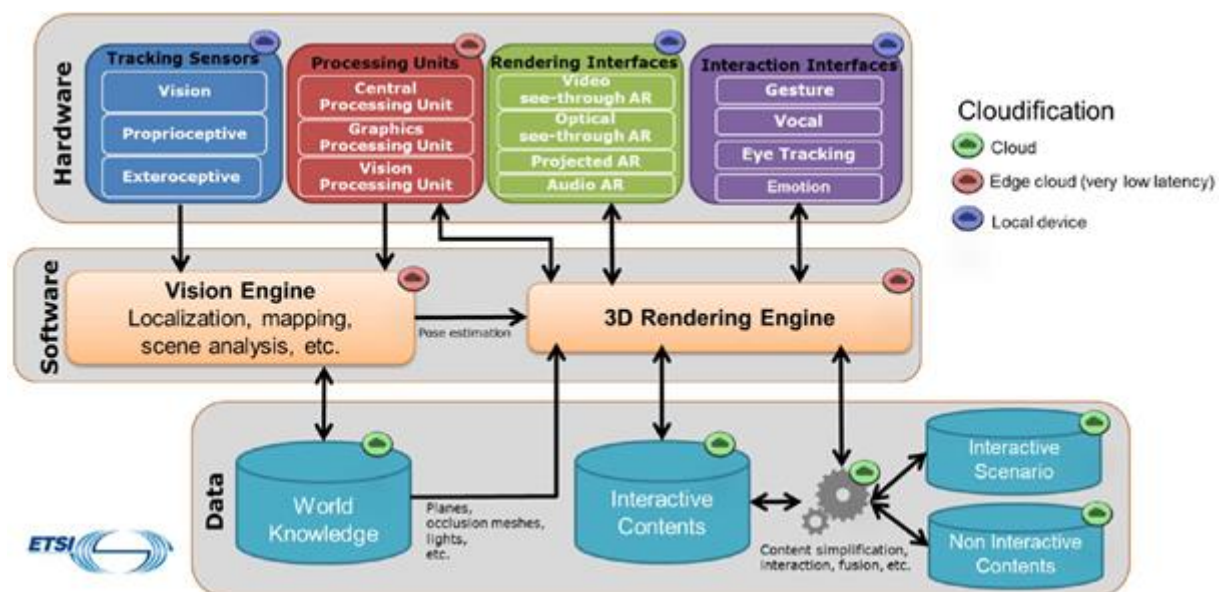 Hardware
Tracking Sensors
Vision
Proprioceptive
Exteroceptive
Processing Units
Central
Processing Unit
Graphics
Processing Unit
Vision
Processing Unit
Rendering Interfaces
Video
see-through AR
Optical
see-through AR
Projected AR
Audio AR
Interaction Interfaces
Gesture
Vocal
Eye Tracking
Emotion
Cloudification
Cloud
Edge cloud (very low latency)
Local device
Software
Vision Engine
Localization, mapping,
scene analysis, etc.
Pose estimation
3D Rendering Engine
Data
World
Knowledge
Planes,
occlusion meshes,
lights,
etc.
Interactive
Contents
Content simplification,
interaction, fusion, etc.
Interactive
Scenario
Non Interactive
Contents
ETSI